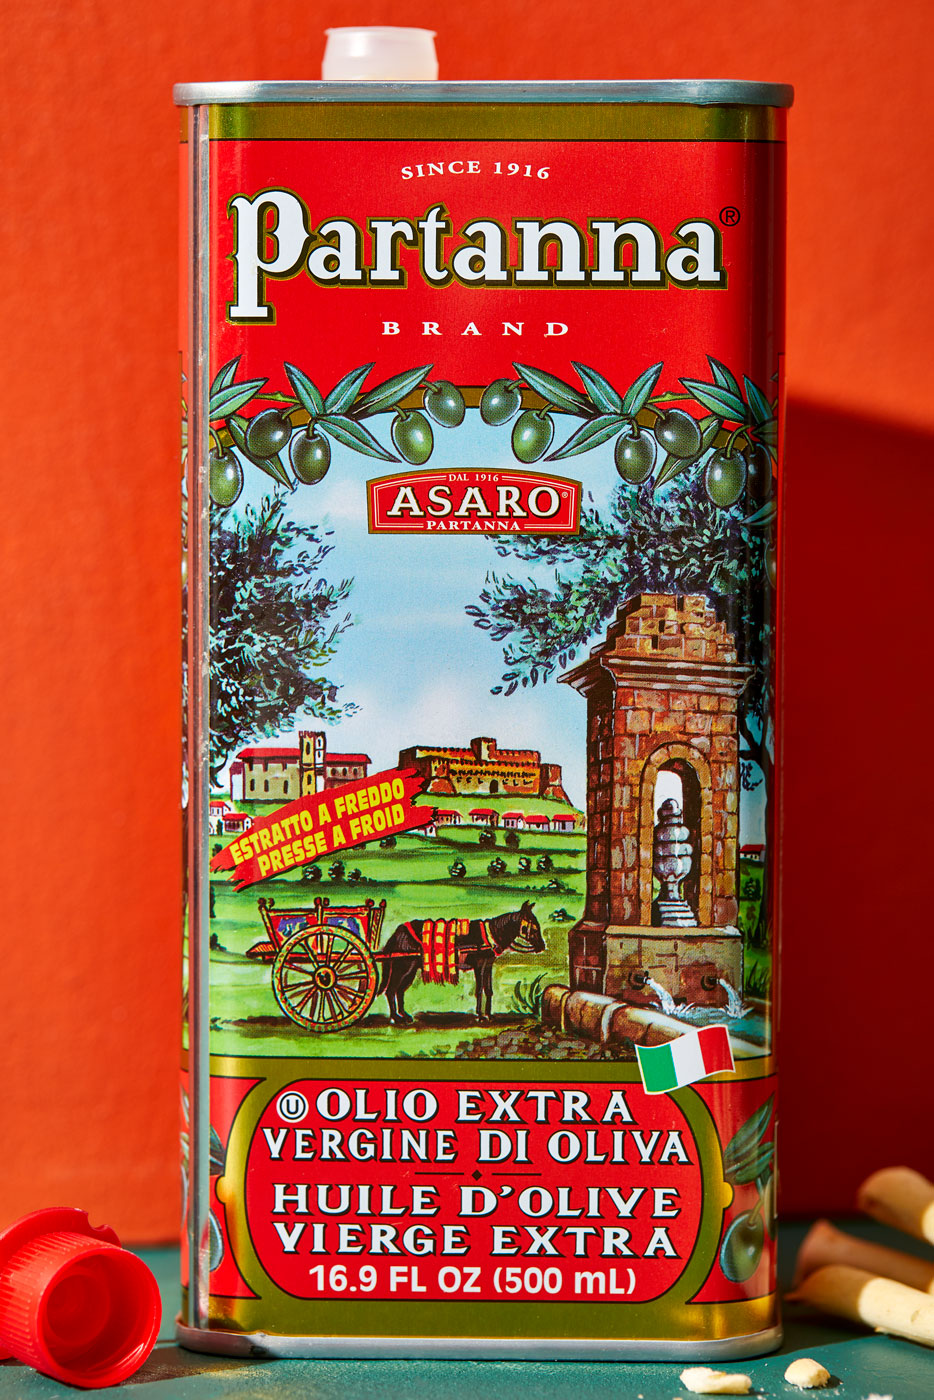 SINCE 1916
Partanna®
BRAND
DAL 1916
ASARO®
PARTANNA
ESTRATTO A FREDDO
PRESSE A FROID
Ⓤ OLIO EXTRA
VERGINE DI OLIVA
HUILE D'OLIVE
VIERGE EXTRA
16.9 FL OZ (500 mL)